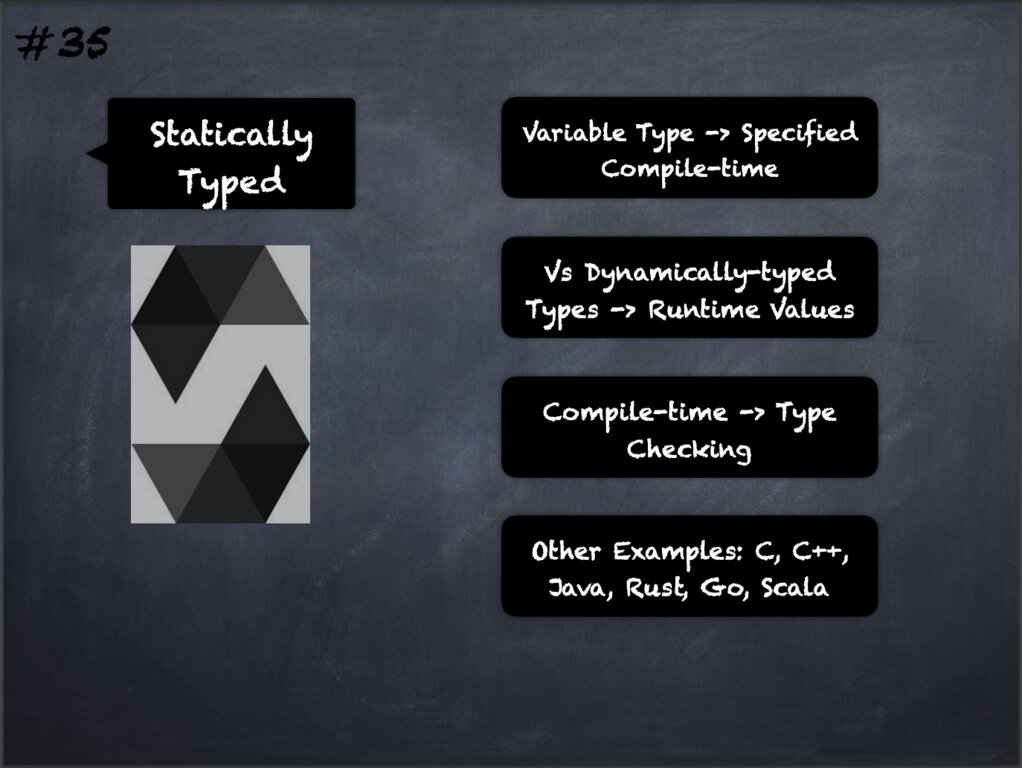 #35
Statically
Typed
Variable Type -> Specified
Compile-time
Vs Dynamically-typed
Types -> Runtime Values
Compile-time -> Type
Checking
Other Examples: C, C++,
Java, Rust, Go, Scala